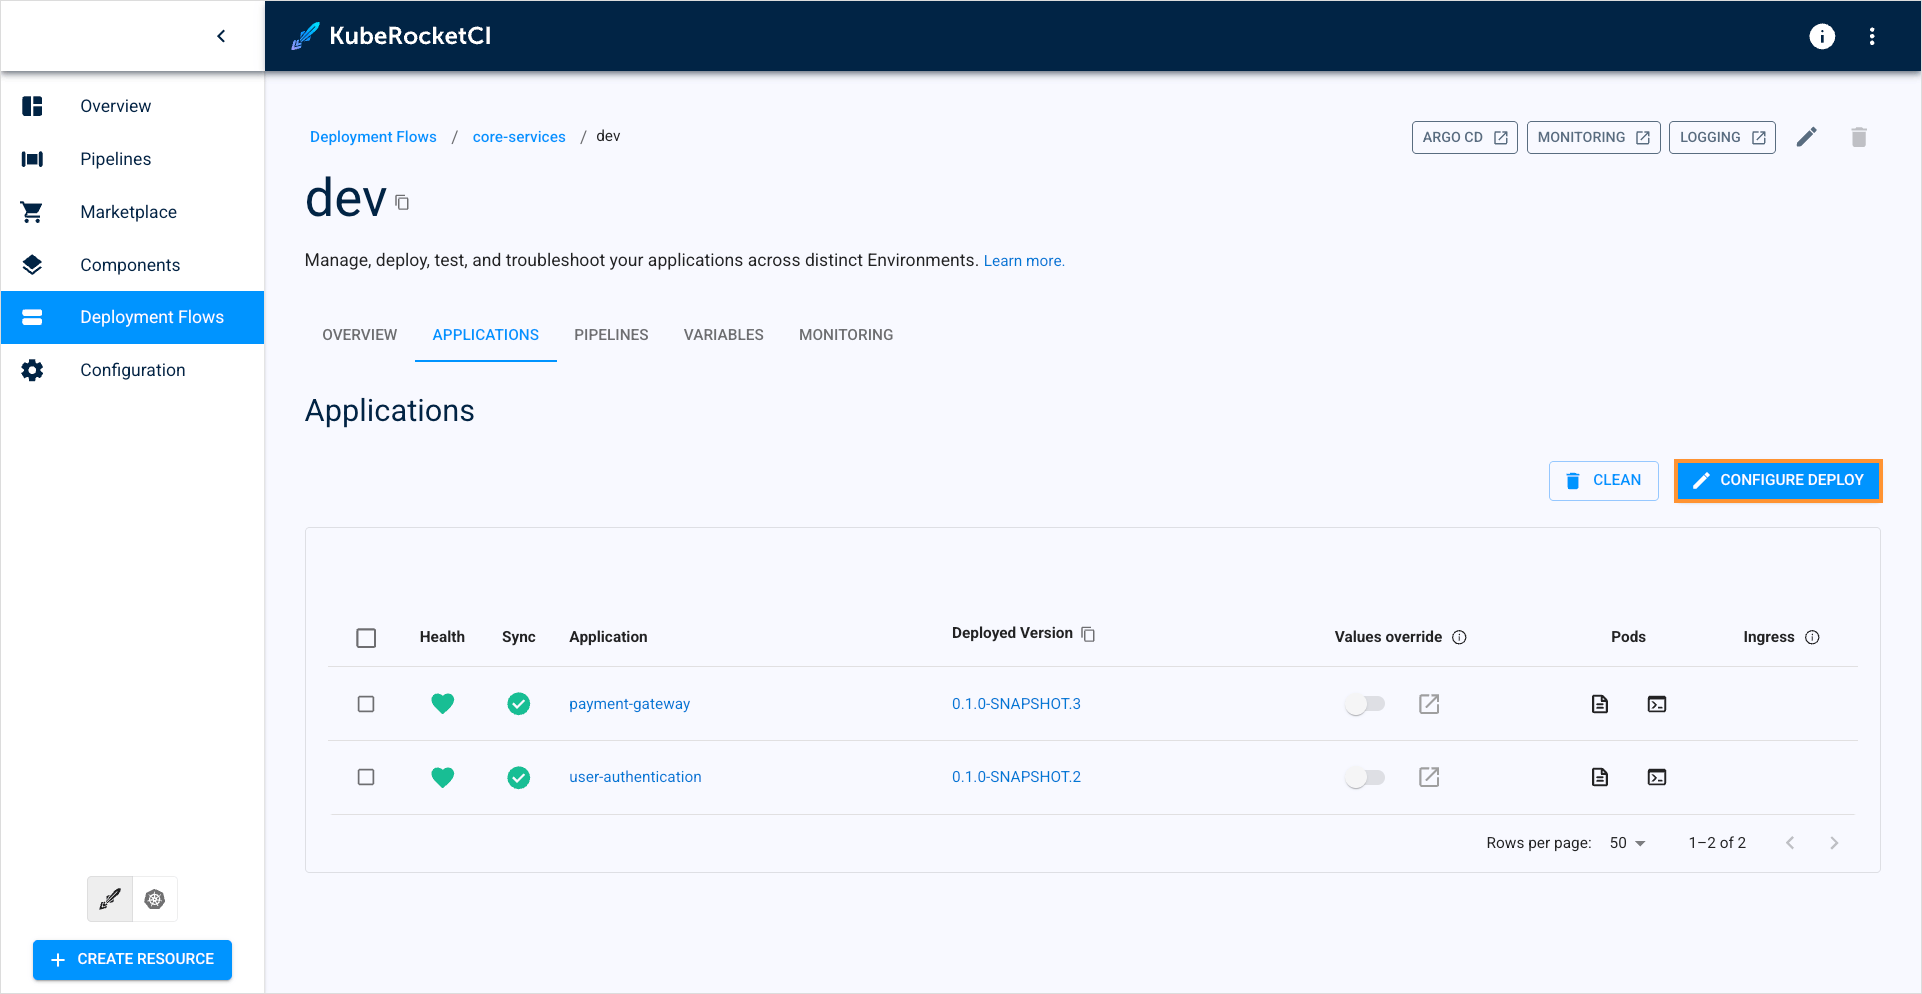 KubeRocketCI
Overview
Pipelines
Marketplace
Components
Deployment Flows
Configuration
CREATE RESOURCE
Deployment Flows / core-services / dev
ARGO CD
MONITORING
LOGGING
dev
Manage, deploy, test, and troubleshoot your applications across distinct Environments. Learn more.
OVERVIEW APPLICATIONS PIPELINES VARIABLES MONITORING
Applications
CLEAN
CONFIGURE DEPLOY
Health Sync Application Deployed Version Values override Pods Ingress
payment-gateway 0.1.0-SNAPSHOT.3
user-authentication 0.1.0-SNAPSHOT.2
Rows per page: 50 1–2 of 2